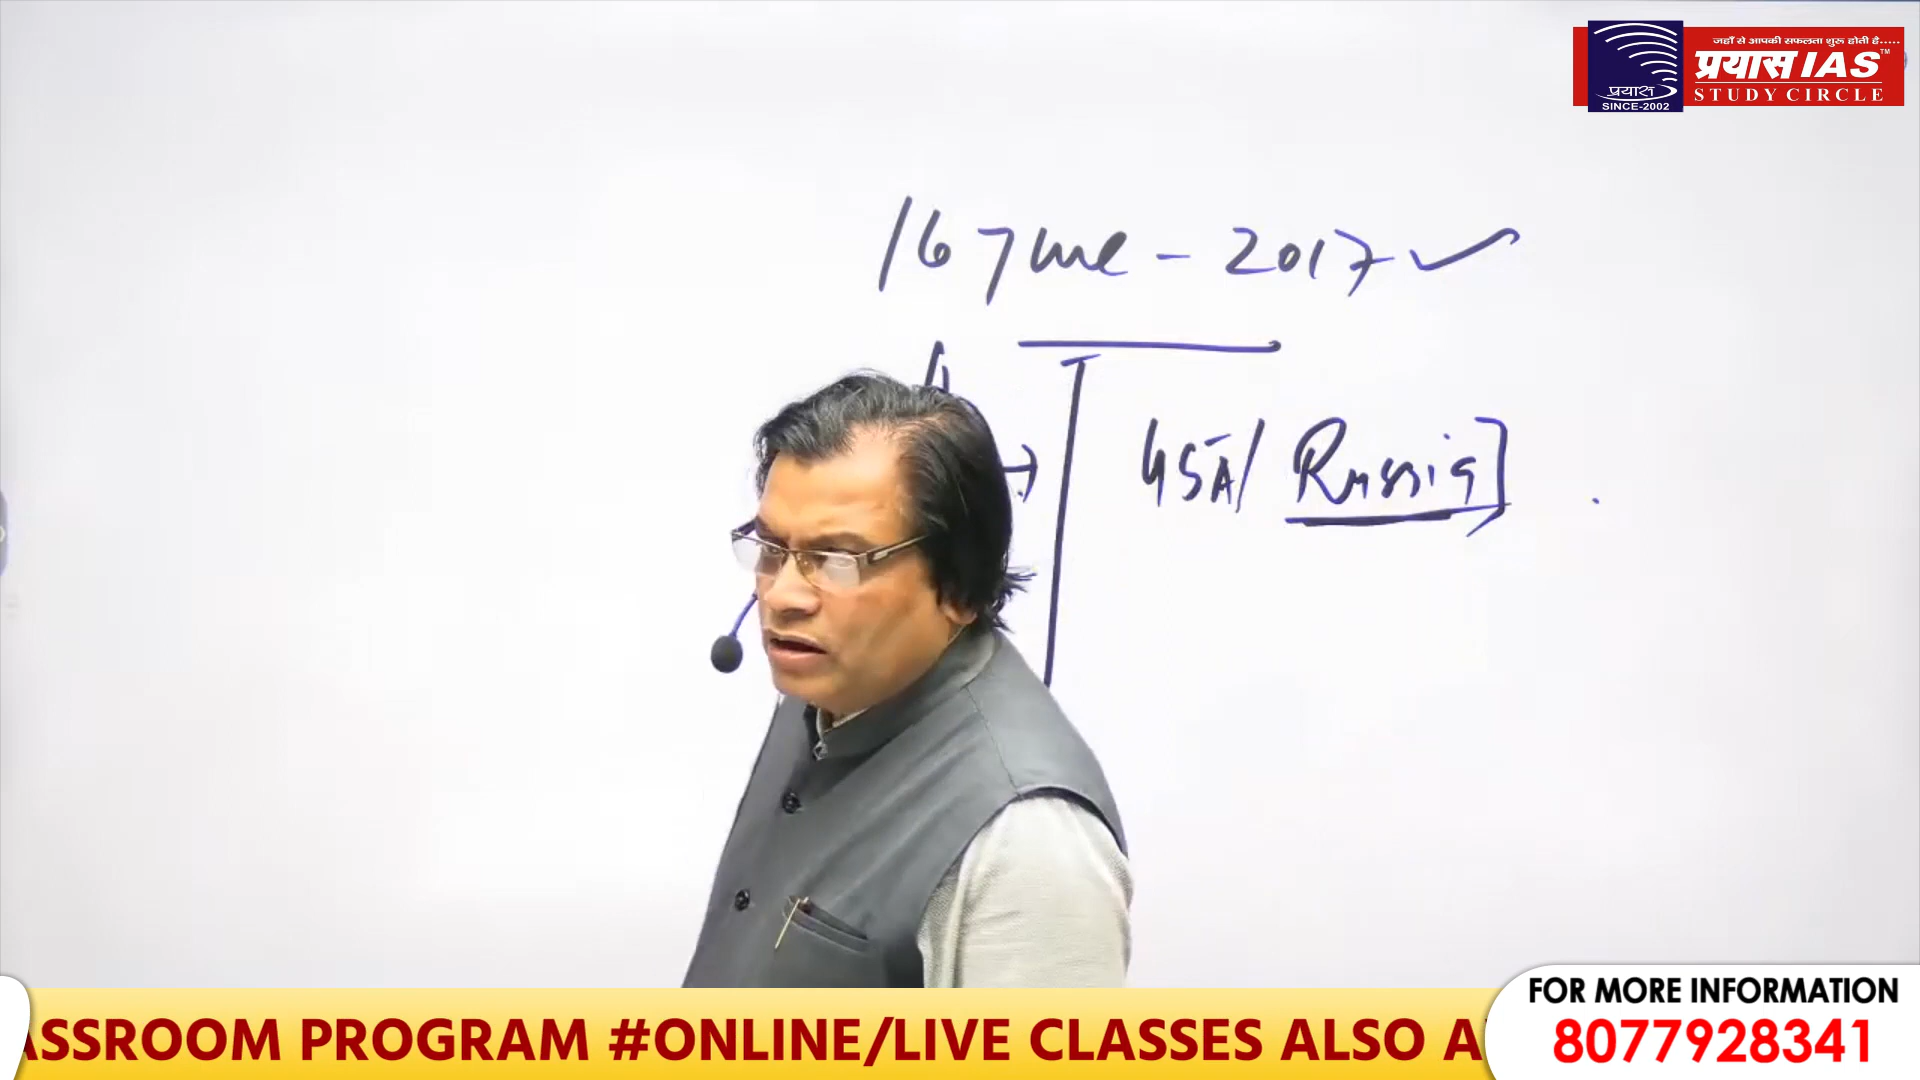 जहाँ से आपकी सफलता शुरू होती है.....
प्रयास IAS™
STUDY CIRCLE
प्रयास
SINCE-2002
16 June - 2017
USA/ Russia
FOR MORE INFORMATION
8077928341
ASSROOM PROGRAM #ONLINE/LIVE CLASSES ALSO A